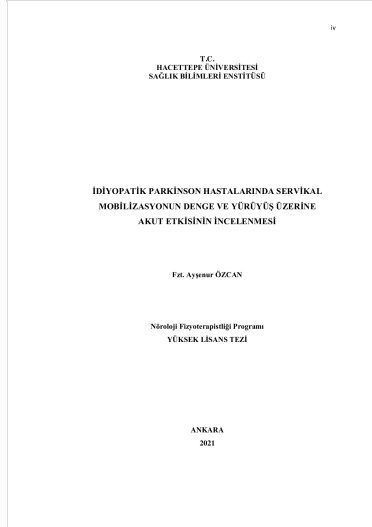 iv
T.C.
HACETTEPE ÜNİVERSİTESİ
SAĞLIK BİLİMLERİ ENSTİTÜSÜ
İDİYOPATİK PARKİNSON HASTALARINDA SERVİKAL
MOBİLİZASYONUN DENGE VE YÜRÜYÜŞ ÜZERİNE
AKUT ETKİSİNİN İNCELENMESİ
Fzt. Ayşenur ÖZCAN
Nöroloji Fizyoterapistliği Programı
YÜKSEK LİSANS TEZİ
ANKARA
2021